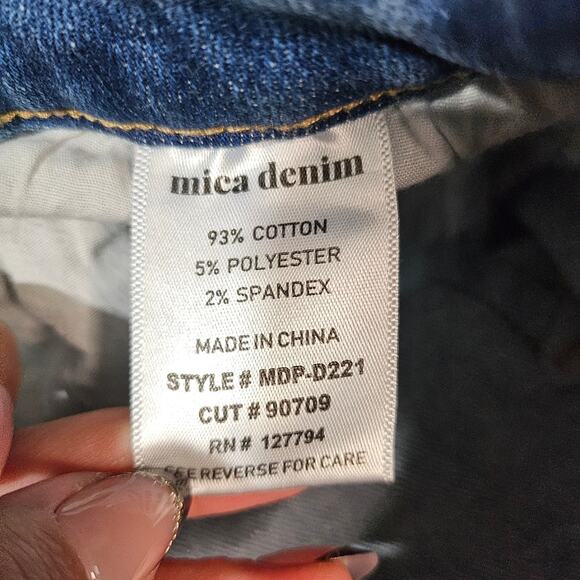 mica denim
93% COTTON
5% POLYESTER
2% SPANDEX
MADE IN CHINA
STYLE # MDP-D221
CUT # 90709
RN # 127794
SEE REVERSE FOR CARE